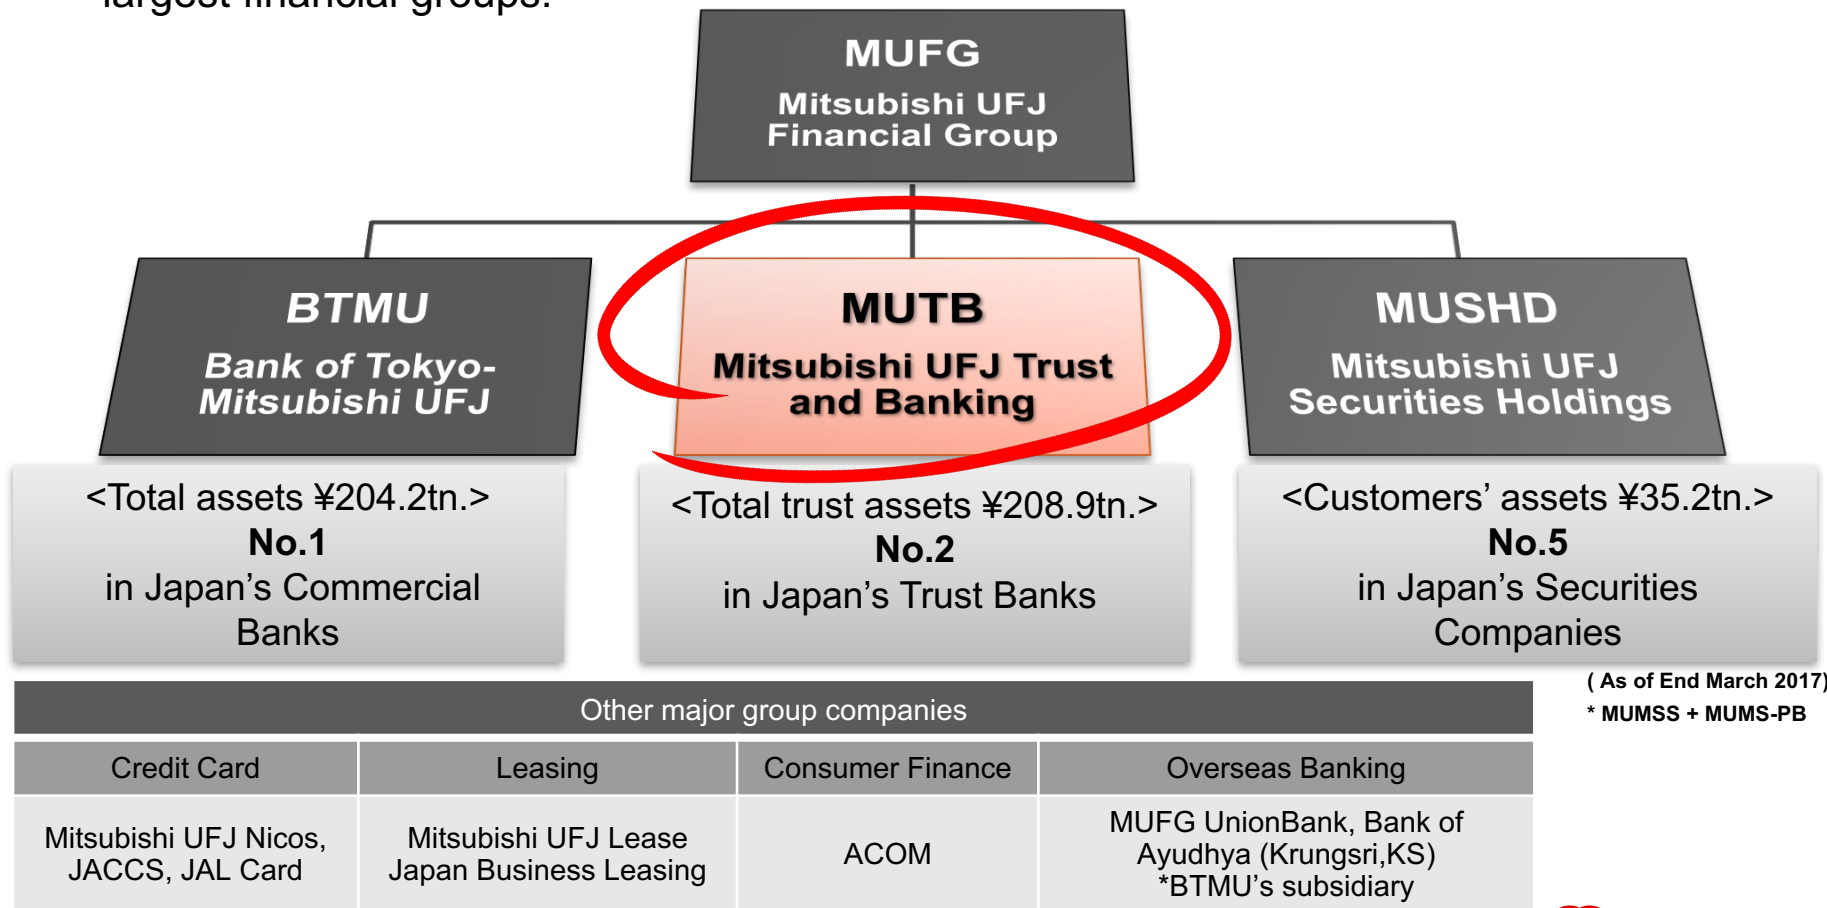 largest financial groups.
MUFG
Mitsubishi UFJ
Financial Group
BTMU
Bank of Tokyo-
Mitsubishi UFJ
MUTB
Mitsubishi UFJ Trust
and Banking
MUSHD
Mitsubishi UFJ
Securities Holdings
<Total assets ¥204.2tn.>
No.1
in Japan’s Commercial
Banks
<Total trust assets ¥208.9tn.>
No.2
in Japan’s Trust Banks
<Customers’ assets ¥35.2tn.>
No.5
in Japan’s Securities
Companies
( As of End March 2017)
* MUMSS + MUMS-PB
Other major group companies
Credit Card
Leasing
Consumer Finance
Overseas Banking
Mitsubishi UFJ Nicos,
JACCS, JAL Card
Mitsubishi UFJ Lease
Japan Business Leasing
ACOM
MUFG UnionBank, Bank of
Ayudhya (Krungsri,KS)
*BTMU’s subsidiary